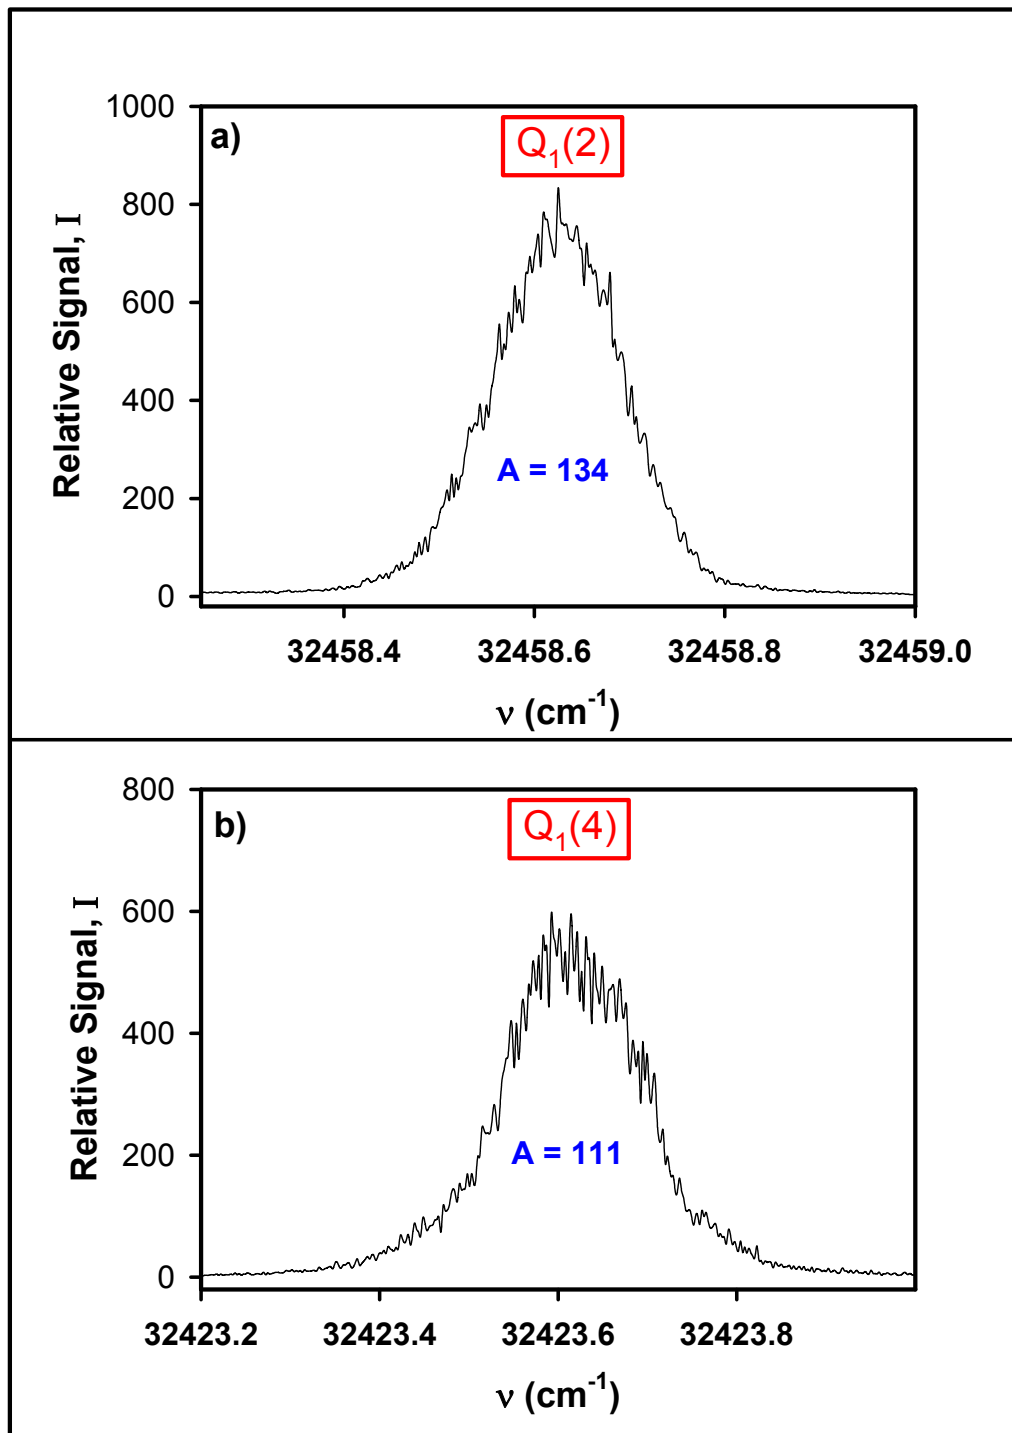 a)
Q₁(2)
1000
800
600
400
200
0
Relative Signal, I
A = 134
32458.4 32458.6 32458.8 32459.0
ν (cm⁻¹)
b)
Q₁(4)
800
600
400
200
0
Relative Signal, I
A = 111
32423.2 32423.4 32423.6 32423.8
ν (cm⁻¹)